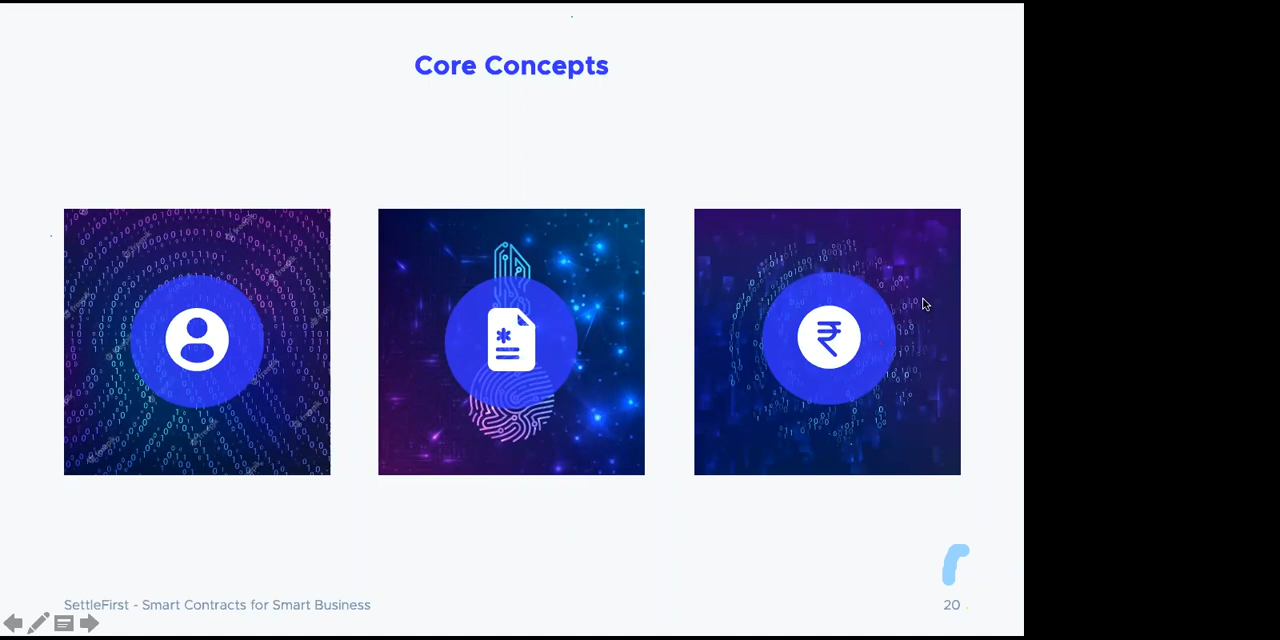 Core Concepts
₹
SettleFirst - Smart Contracts for Smart Business
20